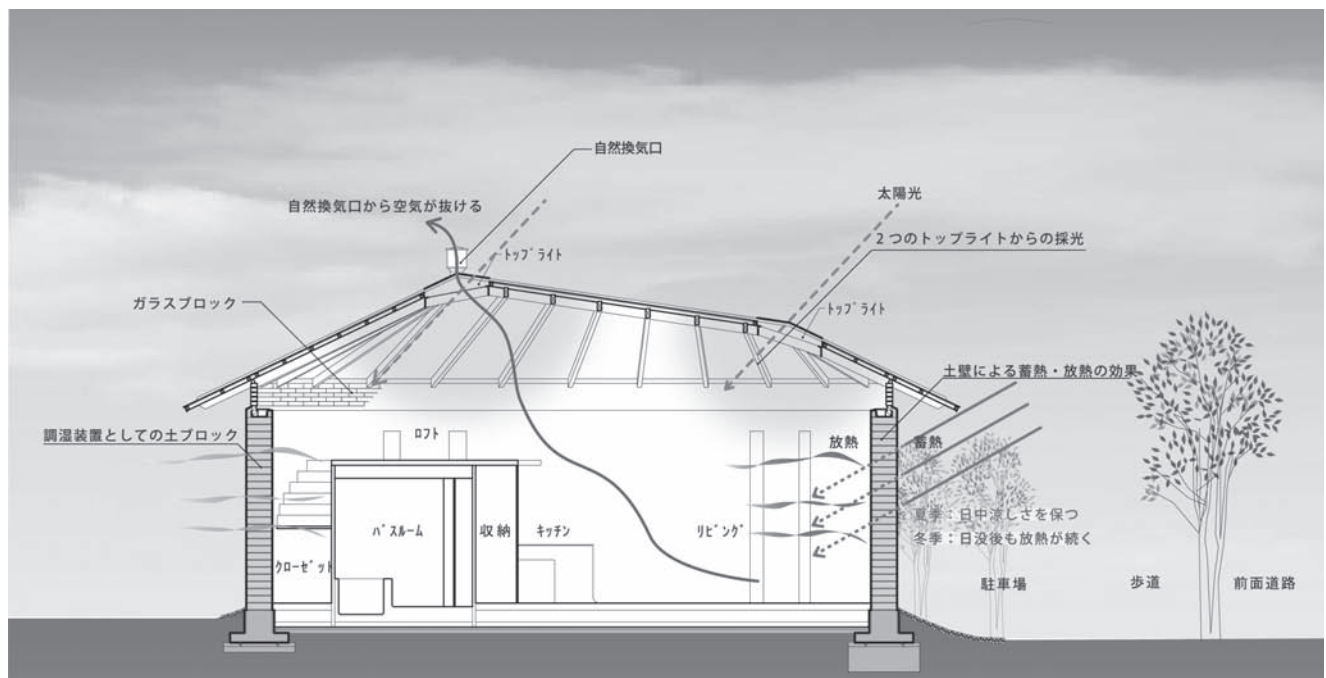 自然換気口
自然換気口から空気が抜ける
太陽光
2つのトップライトからの採光
ﾄｯﾌﾟﾗｲﾄ
ガラスブロック
ﾄｯﾌﾟﾗｲﾄ
土壁による蓄熱・放熱の効果
調湿装置としての土ブロック
ﾛﾌﾄ
放熱
蓄熱
夏季：日中涼しさを保つ
冬季：日没後も放熱が続く
ﾊﾞｽﾙｰﾑ
収納
ｷｯﾁﾝ
ﾘﾋﾞﾝｸﾞ
ｸﾛｰｾﾞｯﾄ
駐車場
歩道
前面道路